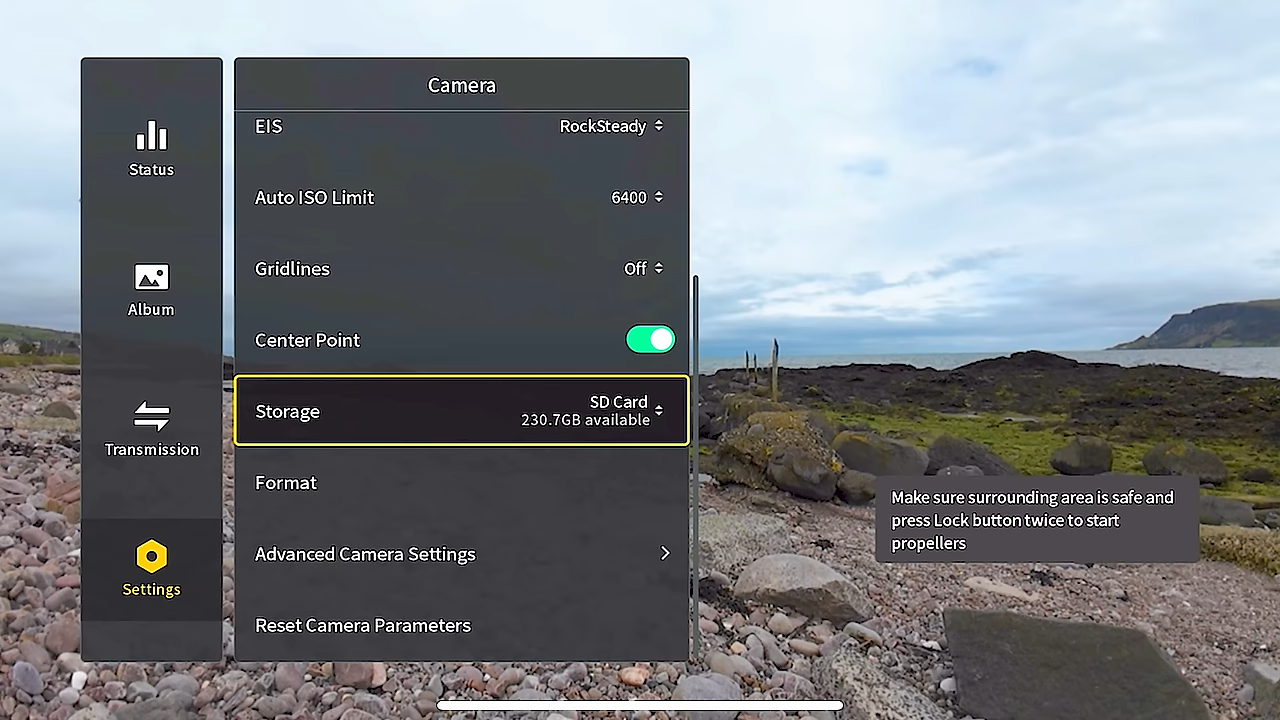 Status
Album
Transmission
Settings
Camera
EIS
RockSteady
Auto ISO Limit
6400
Gridlines
Off
Center Point
Storage
SD Card
230.7GB available
Format
Advanced Camera Settings
Reset Camera Parameters
Make sure surrounding area is safe and
press Lock button twice to start
propellers